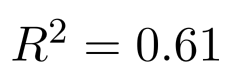 R² = 0.61